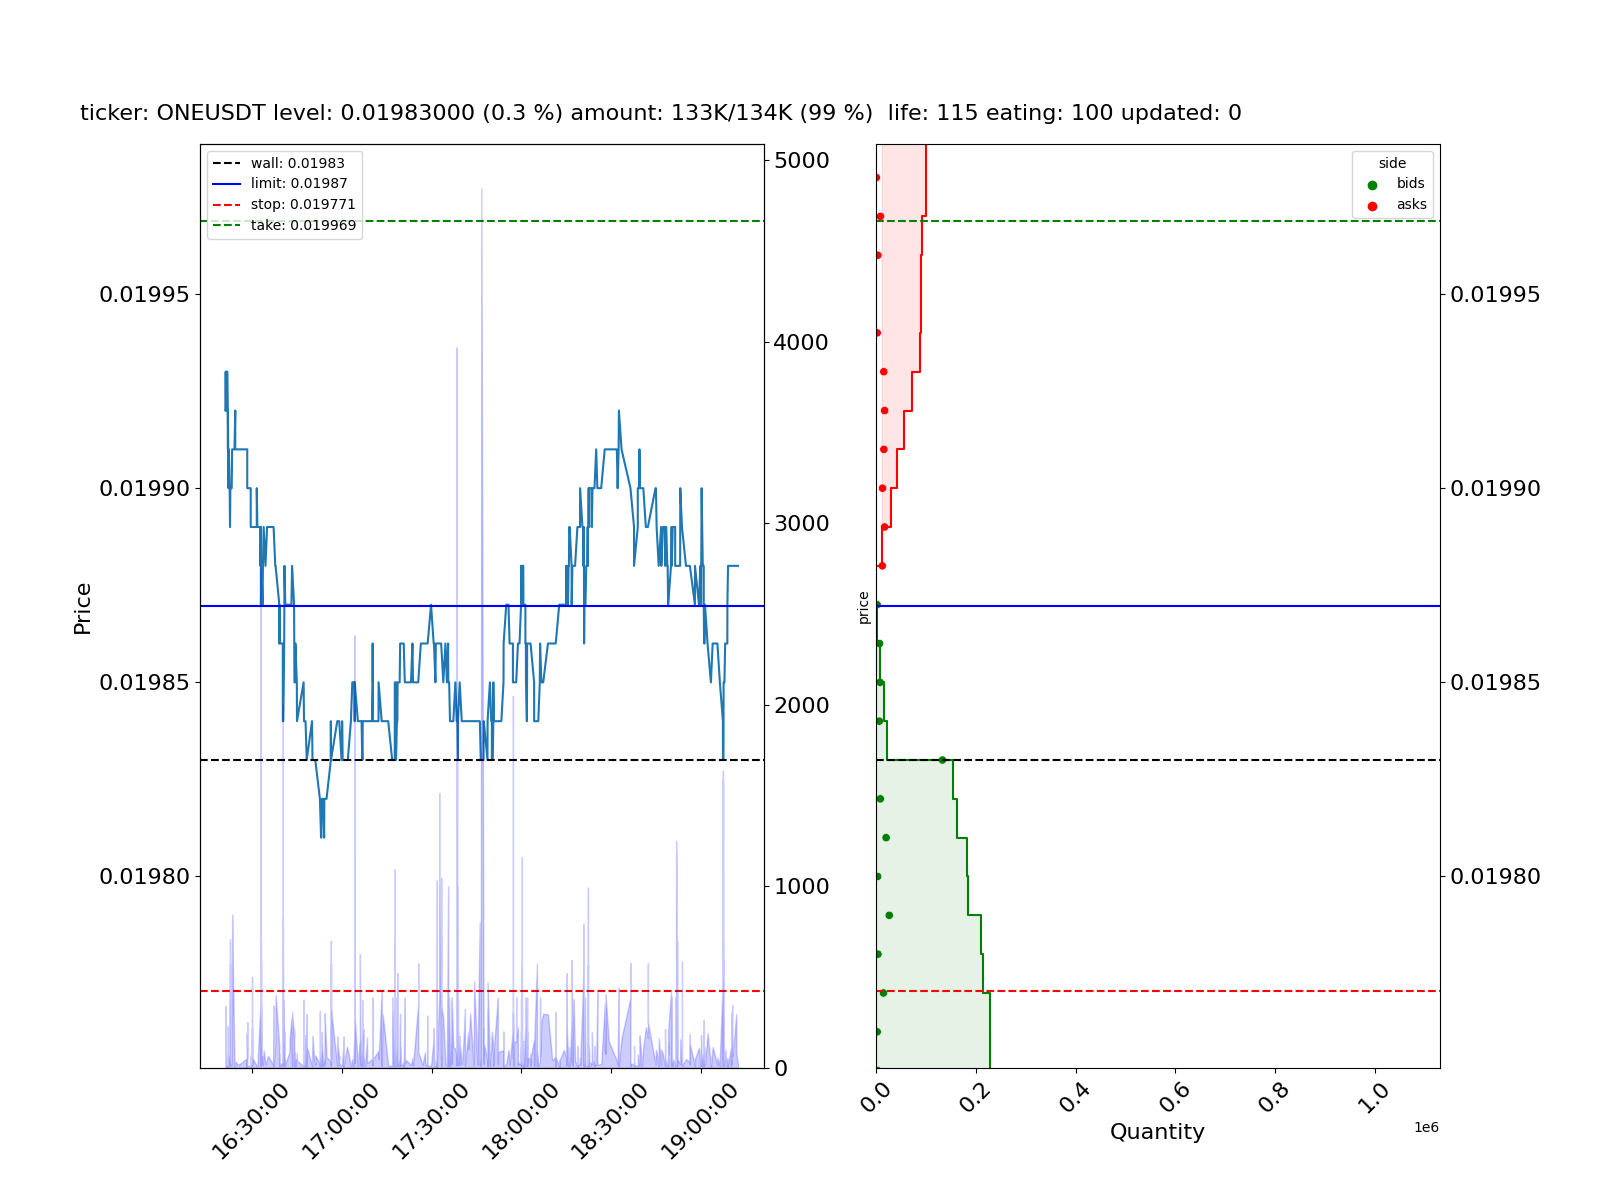 ticker: ONEUSDT level: 0.01983000 (0.3 %) amount: 133K/134K (99 %)  life: 115 eating: 100 updated: 0
wall: 0.01983
limit: 0.01987
stop: 0.019771
take: 0.019969
Price
0.01995
0.01990
0.01985
0.01980
5000
4000
3000
2000
1000
0
16:30:00
17:00:00
17:30:00
18:00:00
18:30:00
19:00:00
side
bids
asks
price
0.01995
0.01990
0.01985
0.01980
0.0
0.2
0.4
0.6
0.8
1.0
1e6
Quantity